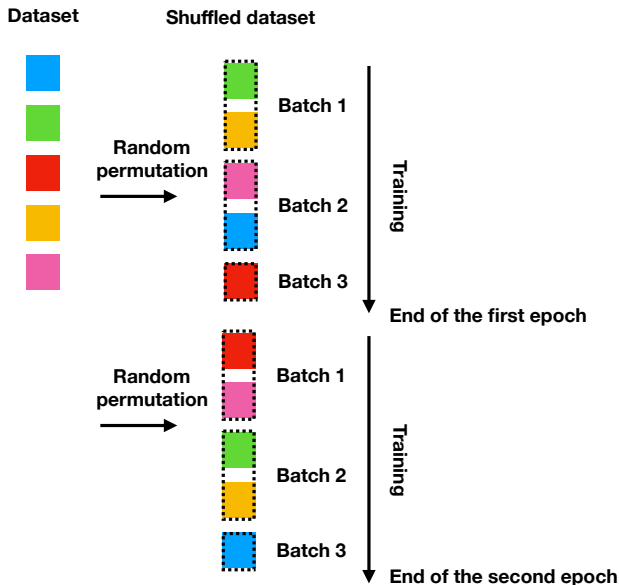 Dataset
Shuffled dataset
Batch 1
Random
permutation
Batch 2
Training
Batch 3
End of the first epoch
Batch 1
Random
permutation
Batch 2
Training
Batch 3
End of the second epoch